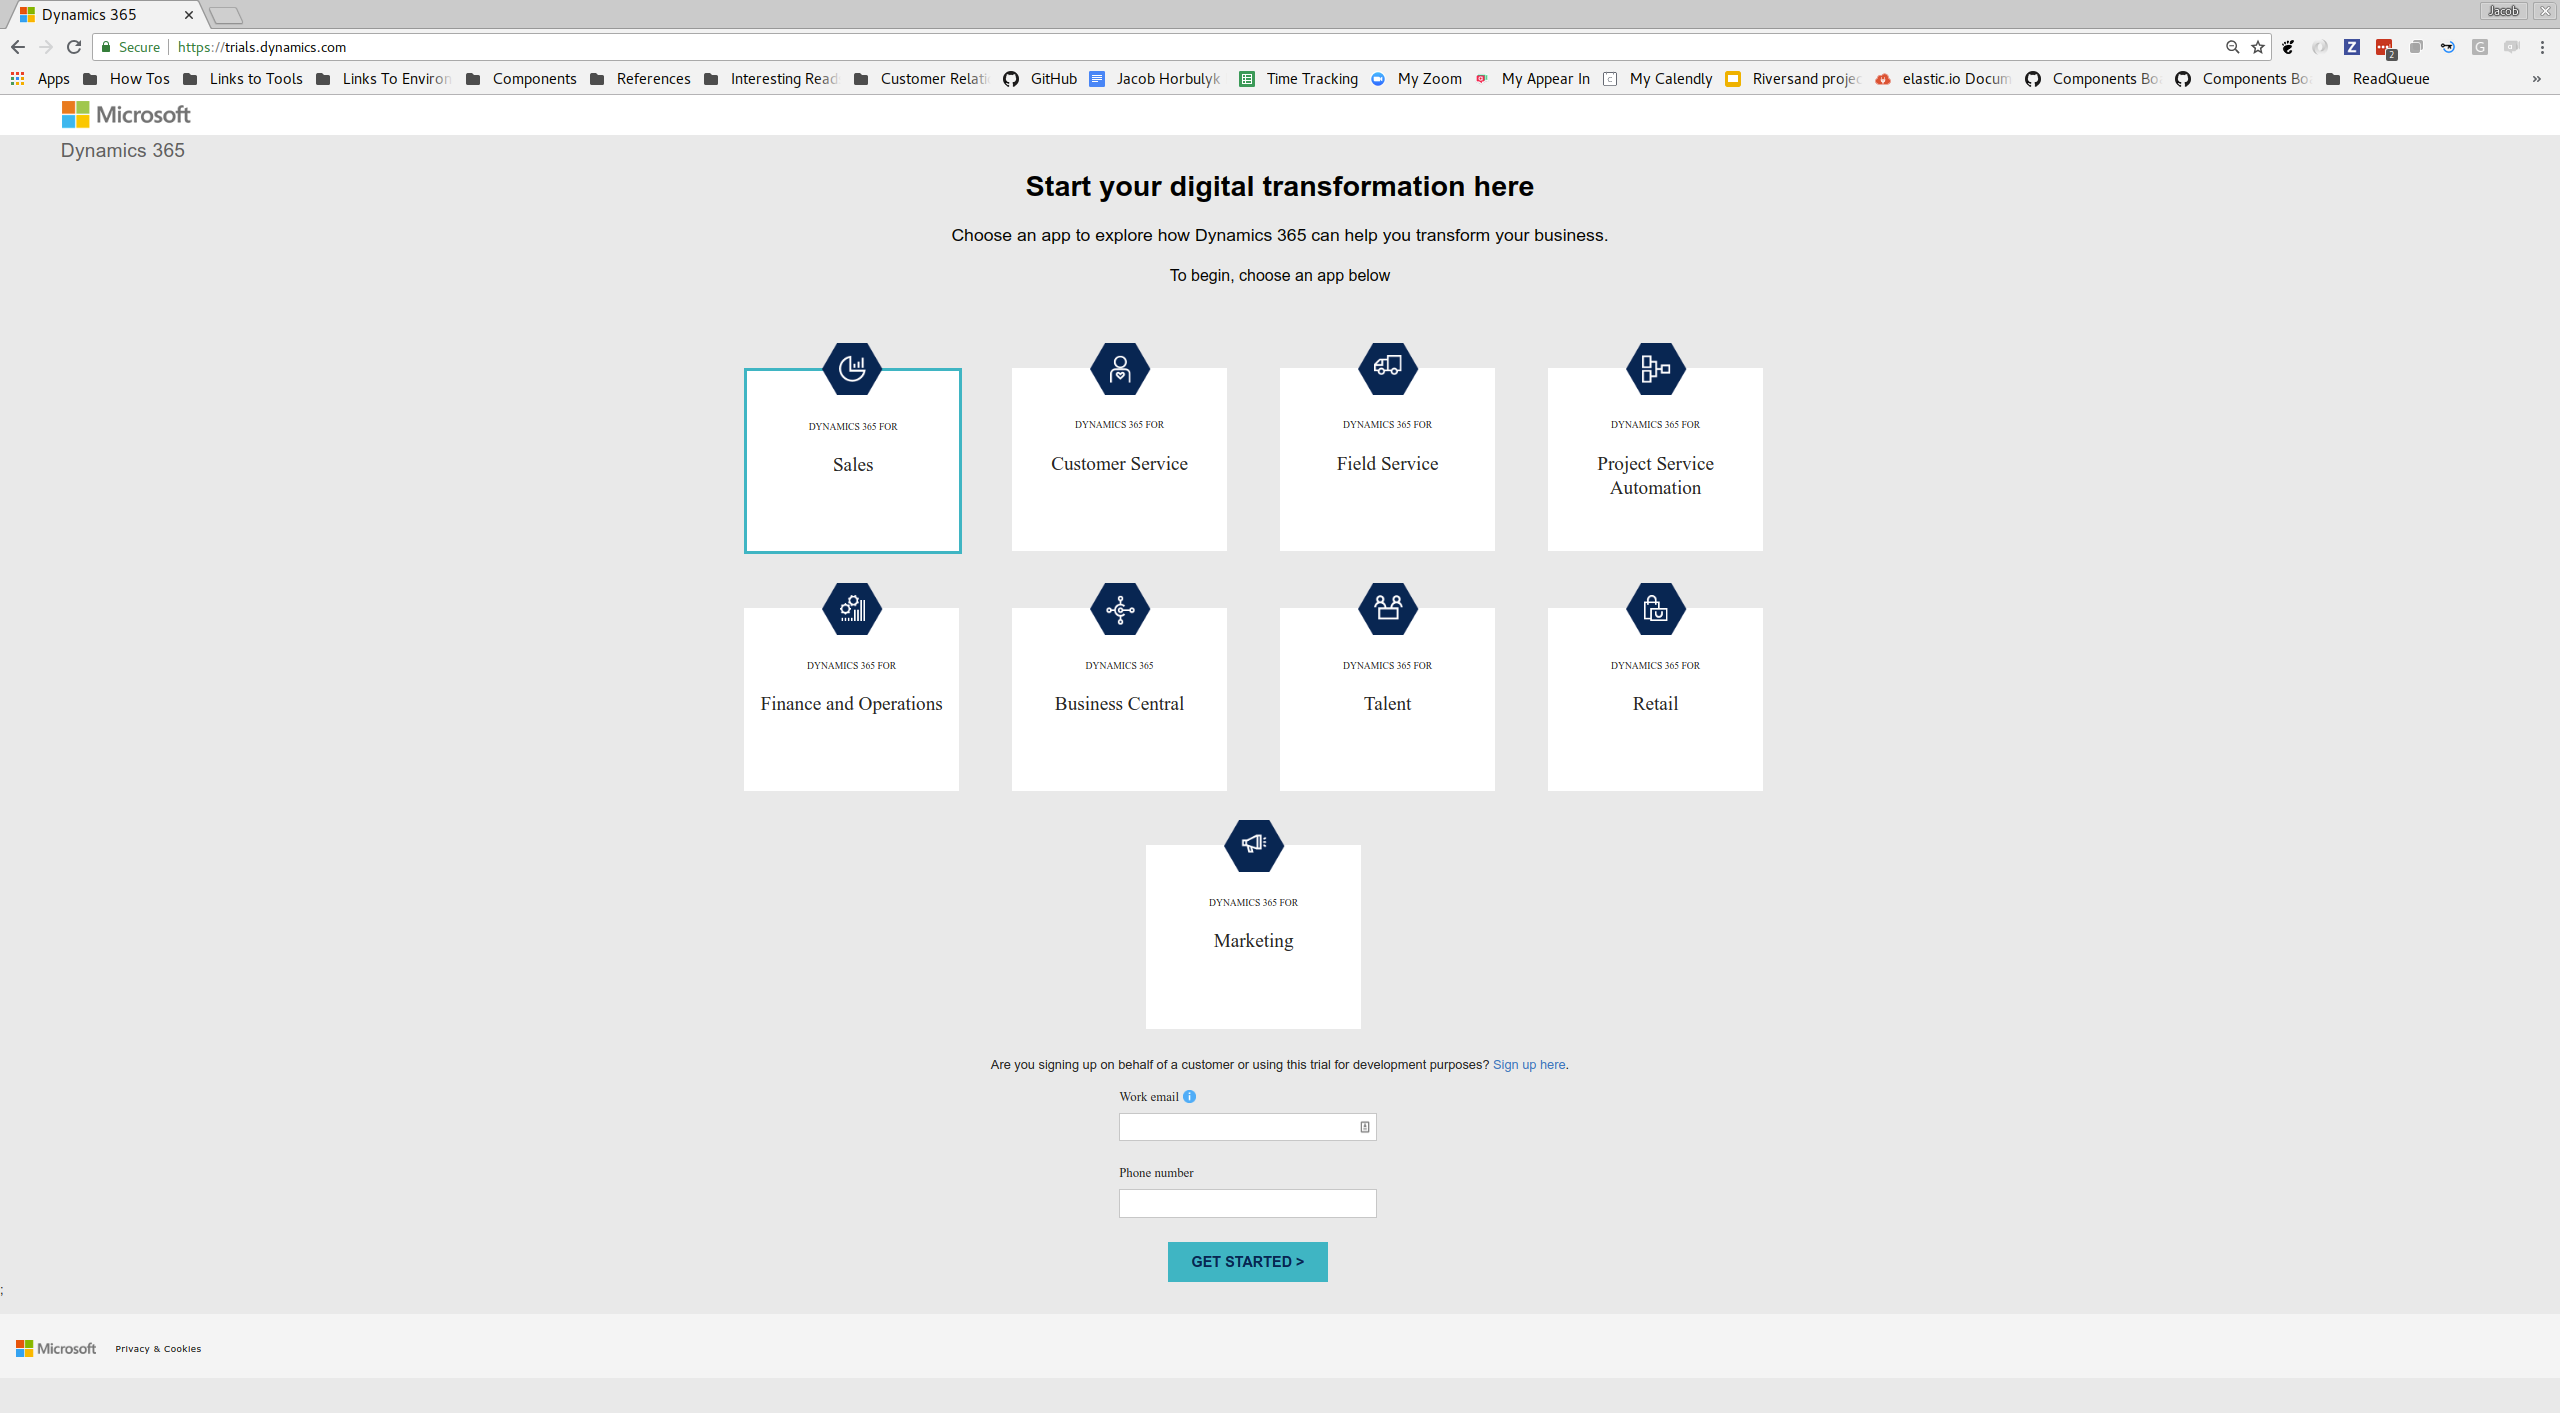 Dynamics 365
Jacob
Secure
https://trials.dynamics.com
2
Apps How Tos Links to Tools Links To Environ Components References Interesting Read Customer Relati GitHub Jacob Horbulyk Time Tracking My Zoom My Appear In My Calendly Riversand projec elastic.io Docum Components Bo Components Bo ReadQueue »
Microsoft
Dynamics 365
Start your digital transformation here
Choose an app to explore how Dynamics 365 can help you transform your business.
To begin, choose an app below
DYNAMICS 365 FOR
Sales
DYNAMICS 365 FOR
Customer Service
DYNAMICS 365 FOR
Field Service
DYNAMICS 365 FOR
Project Service
Automation
DYNAMICS 365 FOR
Finance and Operations
DYNAMICS 365
Business Central
DYNAMICS 365 FOR
Talent
DYNAMICS 365 FOR
Retail
DYNAMICS 365 FOR
Marketing
Are you signing up on behalf of a customer or using this trial for development purposes? Sign up here.
Work email
Phone number
GET STARTED >
;
Microsoft
Privacy & Cookies